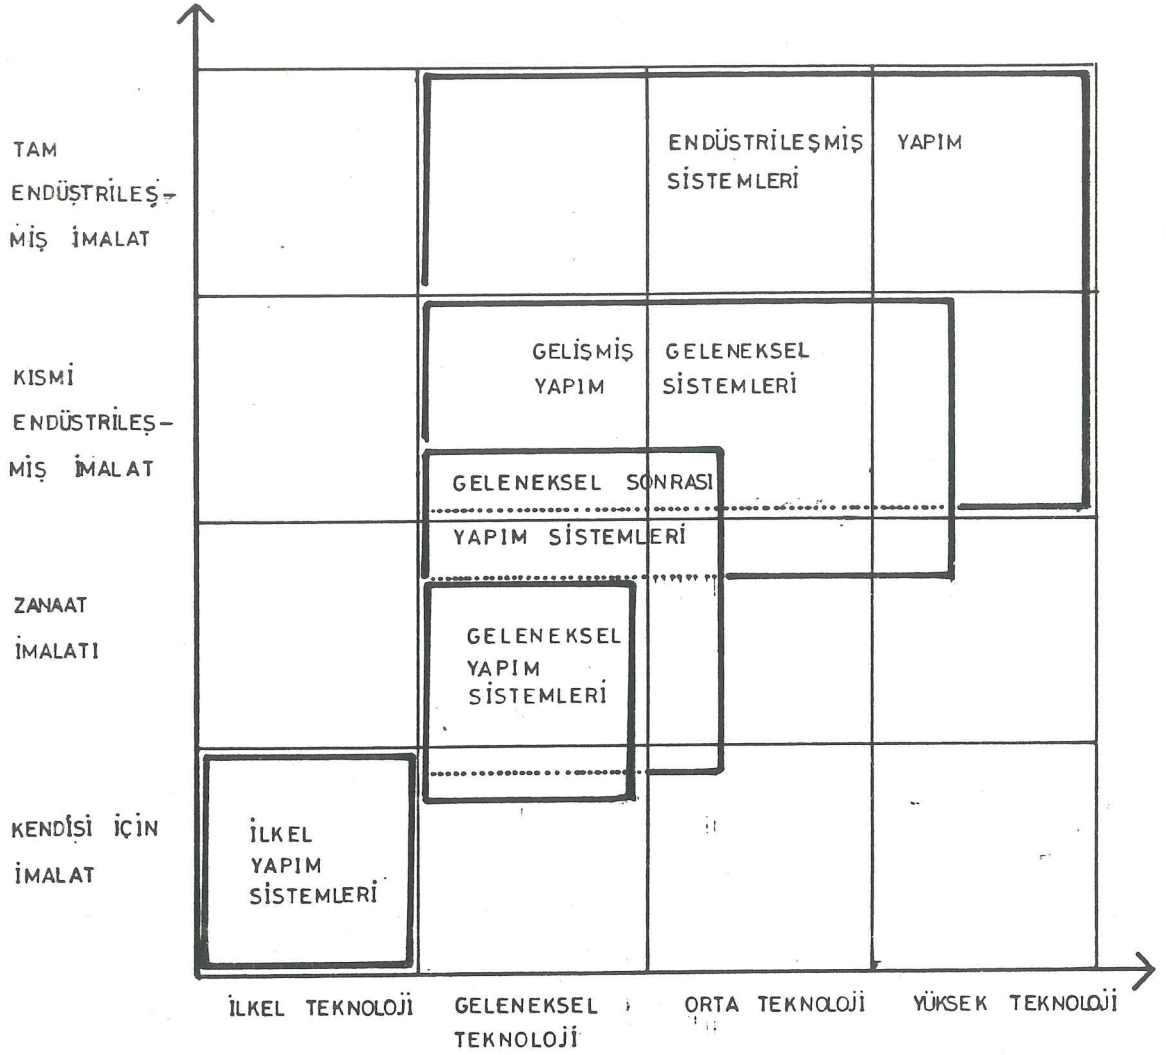 TAM
ENDÜSTRİLEŞ-
MİŞ İMALAT
ENDÜSTRİLEŞMİŞ YAPIM
SİSTEMLERİ
KISMİ
ENDÜSTRİLEŞ-
MİŞ İMALAT
GELİŞMİŞ GELENEKSEL
YAPIM SİSTEMLERİ
GELENEKSEL SONRASI
YAPIM SİSTEMLERİ
ZANAAT
İMALATI
GELENEKSEL
YAPIM
SİSTEMLERİ
KENDİSİ İÇİN
İMALAT
İLKEL
YAPIM
SİSTEMLERİ
İLKEL TEKNOLOJİ
GELENEKSEL
TEKNOLOJİ
ORTA TEKNOLOJİ
YÜKSEK TEKNOLOJİ